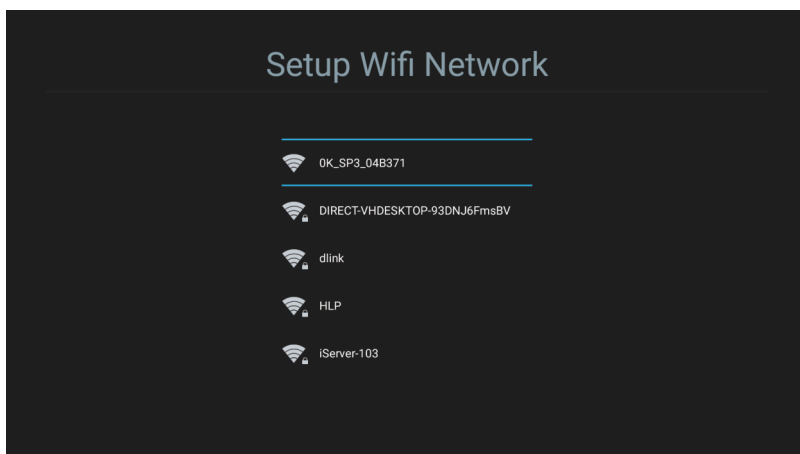 Setup Wifi Network
0K_SP3_04B371
DIRECT-VHDESKTOP-93DNJ6FmsBV
dlink
HLP
iServer-103